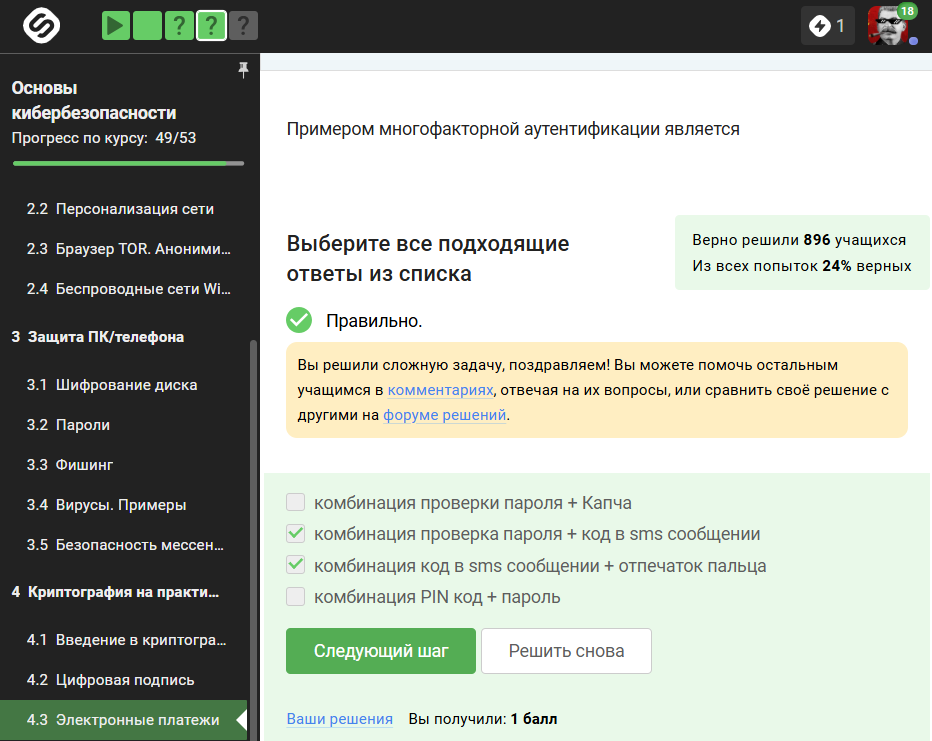 ? ? ?
1
18
Основы
кибербезопасности
Прогресс по курсу: 49/53
2.2 Персонализация сети
2.3 Браузер TOR. Аноними...
2.4 Беспроводные сети Wi...
3 Защита ПК/телефона
3.1 Шифрование диска
3.2 Пароли
3.3 Фишинг
3.4 Вирусы. Примеры
3.5 Безопасность мессен...
4 Криптография на практи...
4.1 Введение в криптогра...
4.2 Цифровая подпись
4.3 Электронные платежи
Примером многофакторной аутентификации является
Выберите все подходящие
ответы из списка
Верно решили 896 учащихся
Из всех попыток 24% верных
Правильно.
Вы решили сложную задачу, поздравляем! Вы можете помочь остальным
учащимся в комментариях, отвечая на их вопросы, или сравнить своё решение с
другими на форуме решений.
комбинация проверки пароля + Капча
комбинация проверка пароля + код в sms сообщении
комбинация код в sms сообщении + отпечаток пальца
комбинация PIN код + пароль
Следующий шаг
Решить снова
Ваши решения Вы получили: 1 балл